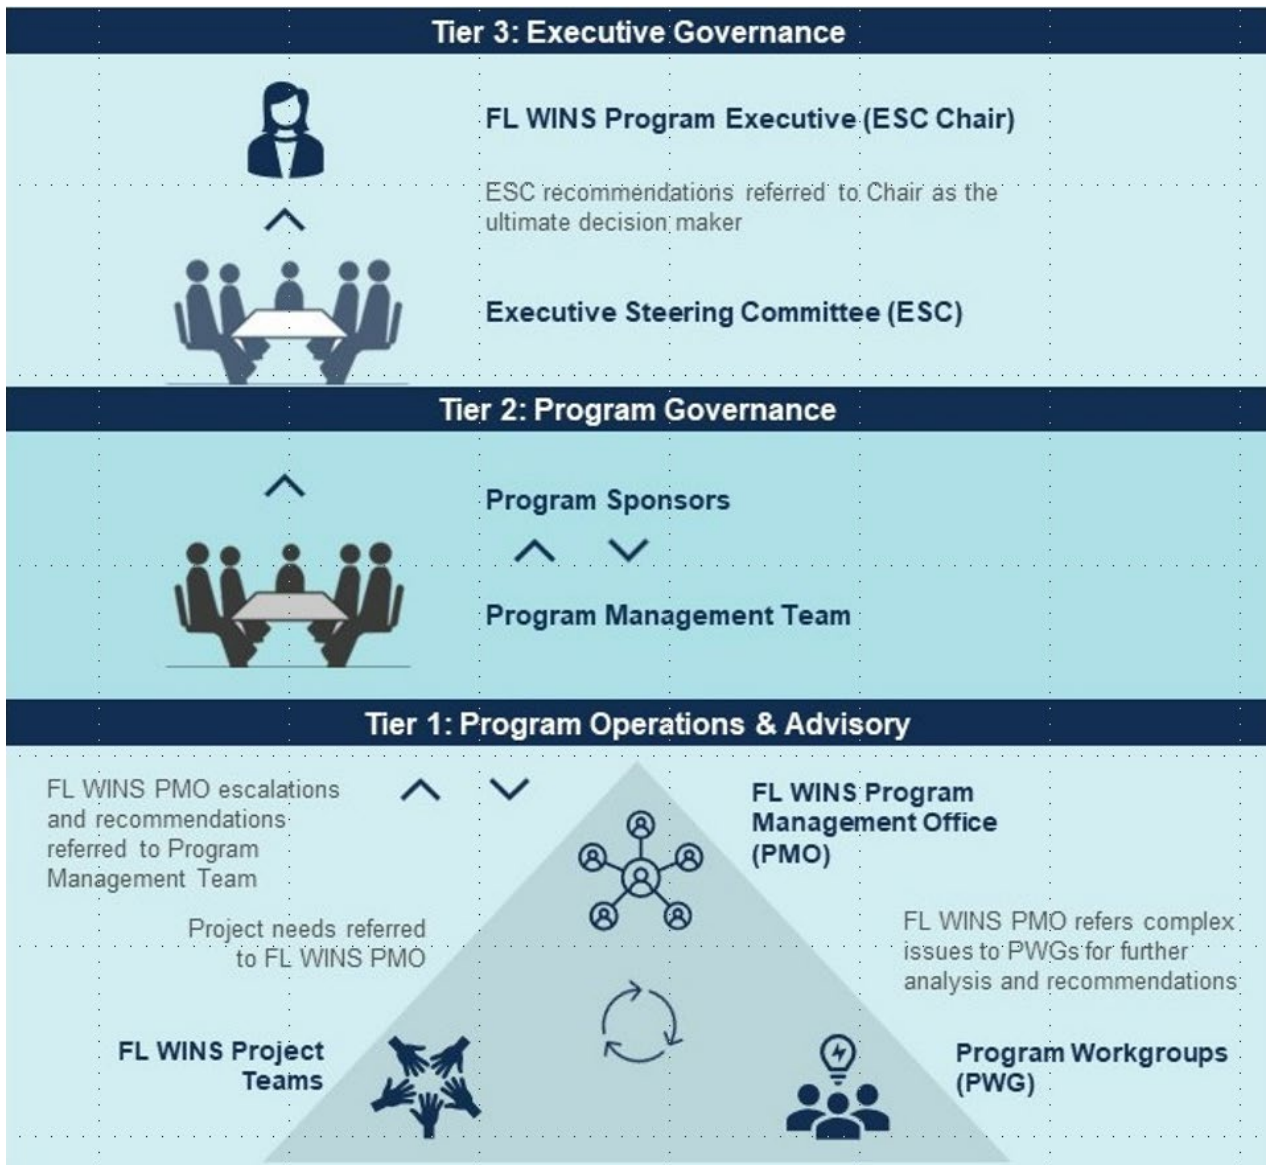 Tier 3: Executive Governance
FL WINS Program Executive (ESC Chair)
ESC recommendations referred to Chair as the
ultimate decision maker
Executive Steering Committee (ESC)
Tier 2: Program Governance
Program Sponsors
Program Management Team
Tier 1: Program Operations & Advisory
FL WINS PMO escalations
and recommendations
referred to Program
Management Team
FL WINS Program
Management Office
(PMO)
Project needs referred
to FL WINS PMO
FL WINS PMO refers complex
issues to PWGs for further
analysis and recommendations
FL WINS Project
Teams
Program Workgroups
(PWG)